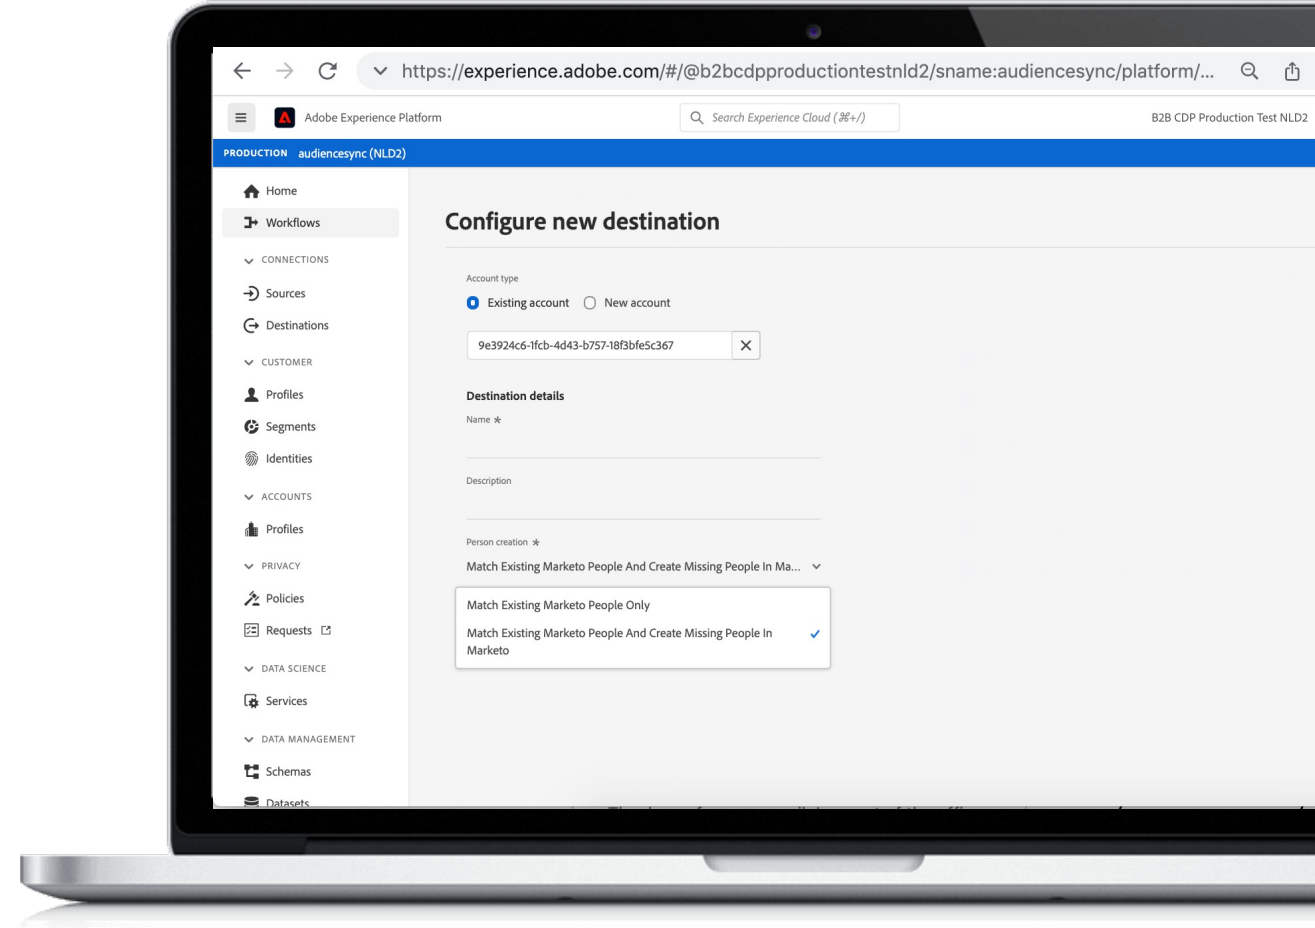 https://experience.adobe.com/#/@b2bcdpproductiontestnld2/sname:audiencesync/platform/...
Adobe Experience Platform
Search Experience Cloud (⌘+/)
B2B CDP Production Test NLD2
PRODUCTION audiencesync (NLD2)
Home
Workflows
CONNECTIONS
Sources
Destinations
CUSTOMER
Profiles
Segments
Identities
ACCOUNTS
Profiles
PRIVACY
Policies
Requests
DATA SCIENCE
Services
DATA MANAGEMENT
Schemas
Datasets
Configure new destination
Account type
Existing account New account
9e3924c6-1fcb-4d43-b757-18f3bfe5c367
Destination details
Name *
Description
Person creation *
Match Existing Marketo People And Create Missing People In Ma...
Match Existing Marketo People Only
Match Existing Marketo People And Create Missing People In
Marketo